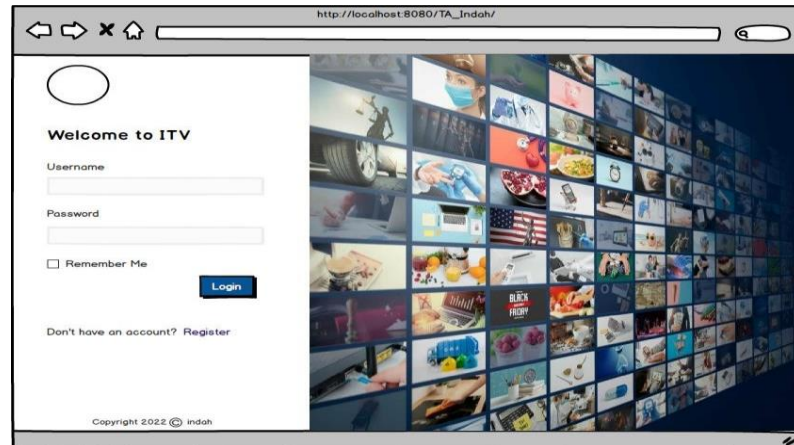 http://localhost:8080/TA_Indah/
Welcome to ITV
Username
Password
Remember Me
Login
Don't have an account? Register
Copyright 2022 © indah
BLACK
FRIDAY